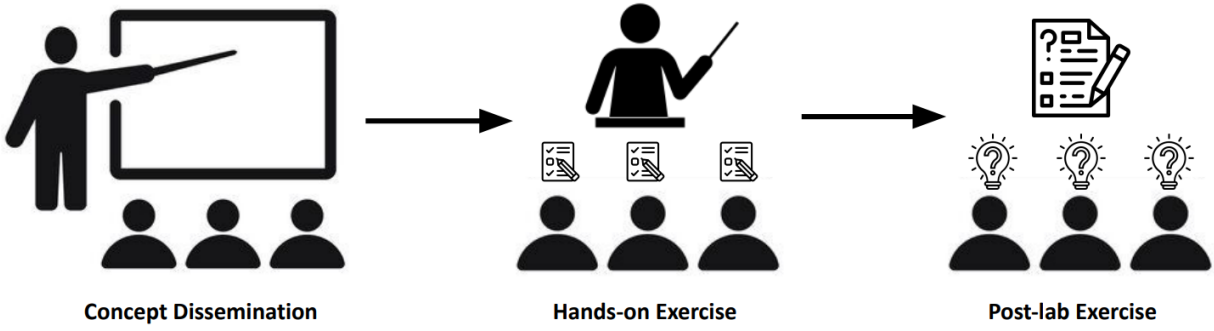 Concept Dissemination
Hands-on Exercise
Post-lab Exercise